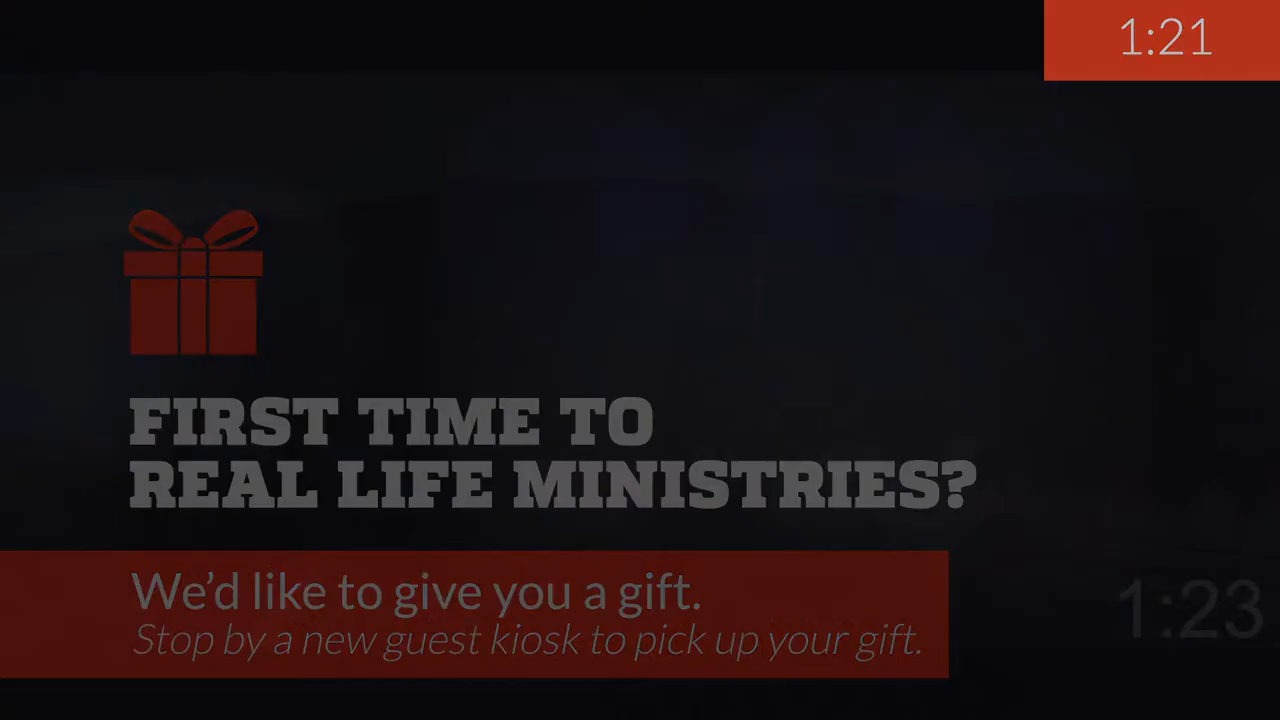 1:21
FIRST TIME TO
REAL LIFE MINISTRIES?
We'd like to give you a gift.
Stop by a new guest kiosk to pick up your gift.
1:23